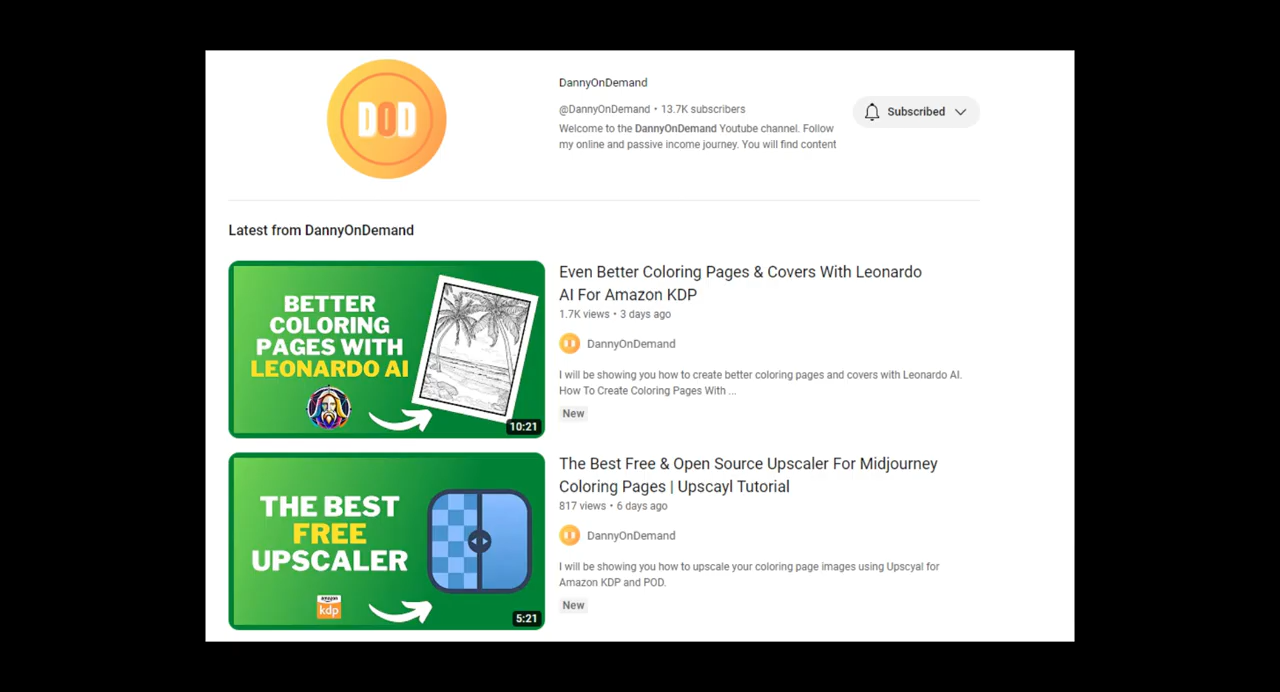 DOD
DannyOnDemand
@DannyOnDemand • 13.7K subscribers
Welcome to the DannyOnDemand Youtube channel. Follow
my online and passive income journey. You will find content
Subscribed
Latest from DannyOnDemand
BETTER
COLORING
PAGES WITH
LEONARDO AI
10:21
Even Better Coloring Pages & Covers With Leonardo
AI For Amazon KDP
1.7K views • 3 days ago
DannyOnDemand
I will be showing you how to create better coloring pages and covers with Leonardo AI.
How To Create Coloring Pages With ...
New
THE BEST
FREE
UPSCALER
amazon
kdp
5:21
The Best Free & Open Source Upscaler For Midjourney
Coloring Pages | Upscayl Tutorial
817 views • 6 days ago
DannyOnDemand
I will be showing you how to upscale your coloring page images using Upscyal for
Amazon KDP and POD.
New